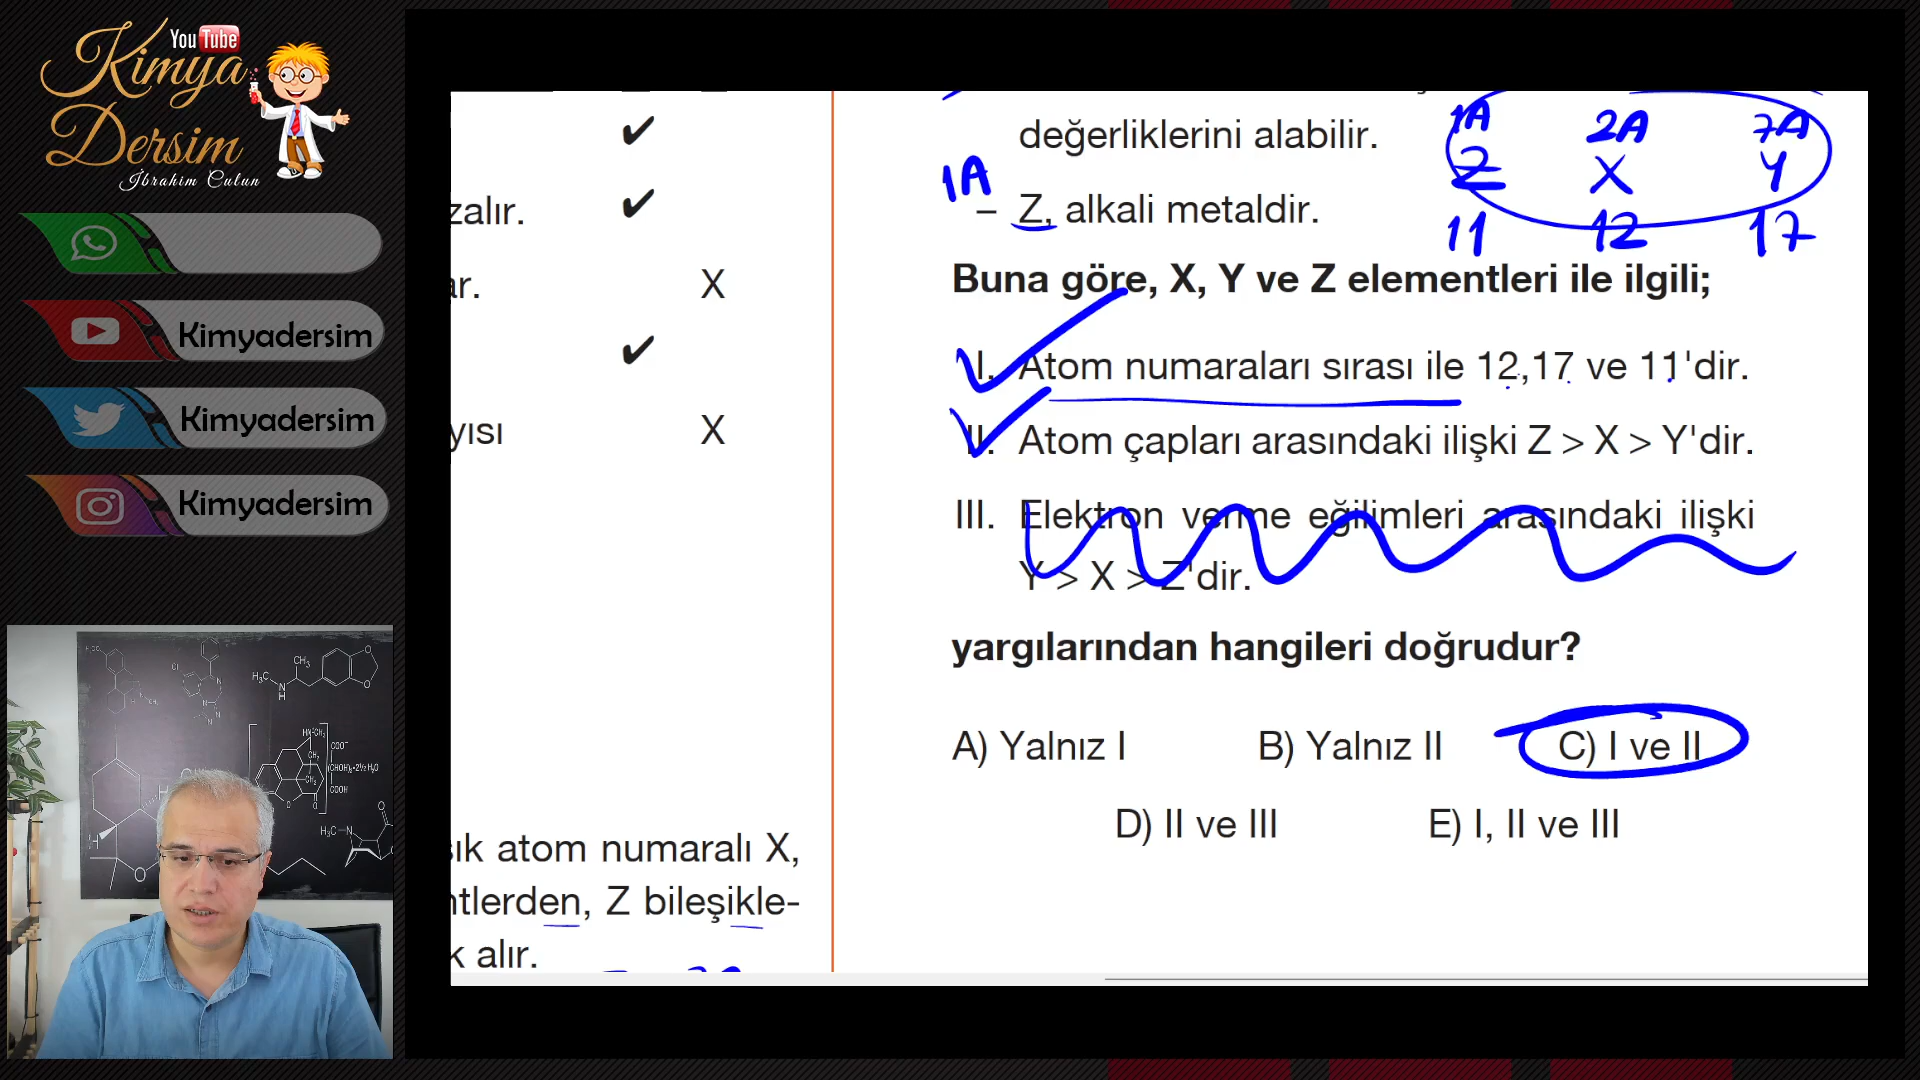 You Tube
Kimya
Dersim
İbrahim Culun
Kimyadersim
Kimyadersim
Kimyadersim
✔
zalır. ✔
ar. X
✔
yısı X
atom numaralı X,
ntlerden, Z bileşikle-
k alır.
değerliklerini alabilir.
1A
– Z, alkali metaldir.
1A 2A 7A
Z X Y
11 12 17
Buna göre, X, Y ve Z elementleri ile ilgili;
I. Atom numaraları sırası ile 12,17 ve 11'dir.
II. Atom çapları arasındaki ilişki Z > X > Y'dir.
III. Elektron verme eğilimleri arasındaki ilişki
Y > X > Z'dir.
yargılarından hangileri doğrudur?
A) Yalnız I B) Yalnız II C) I ve II
D) II ve III E) I, II ve III